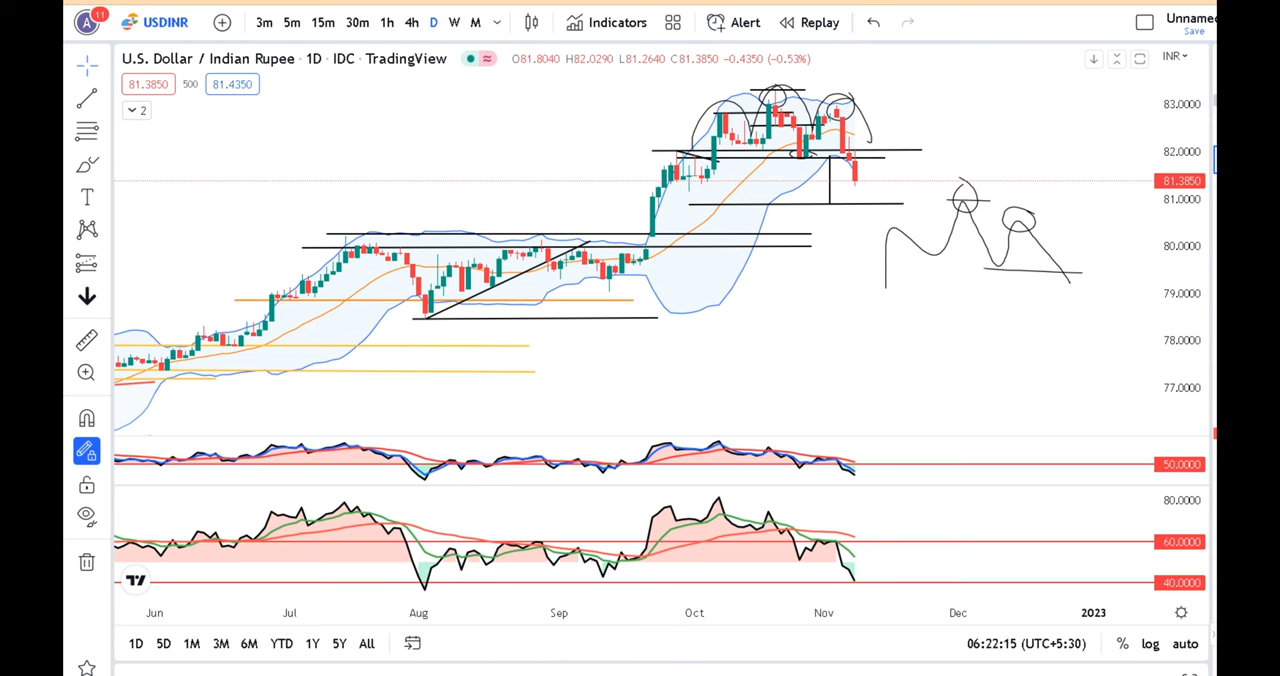 A 11 USDINR 3m 5m 15m 30m 1h 4h D W M Indicators Alert Replay Unname
Save
U.S. Dollar / Indian Rupee · 1D · IDC · TradingView ≈ O81.8040 H82.0290 L81.2640 C81.3850 -0.4350 (-0.53%) INR
81.3850 500 81.4350
2
83.0000
82.0000
81.3850
81.0000
80.0000
79.0000
78.0000
77.0000
50.0000
80.0000
60.0000
40.0000
Jun Jul Aug Sep Oct Nov Dec 2023
1D 5D 1M 3M 6M YTD 1Y 5Y All 06:22:15 (UTC+5:30) % log auto